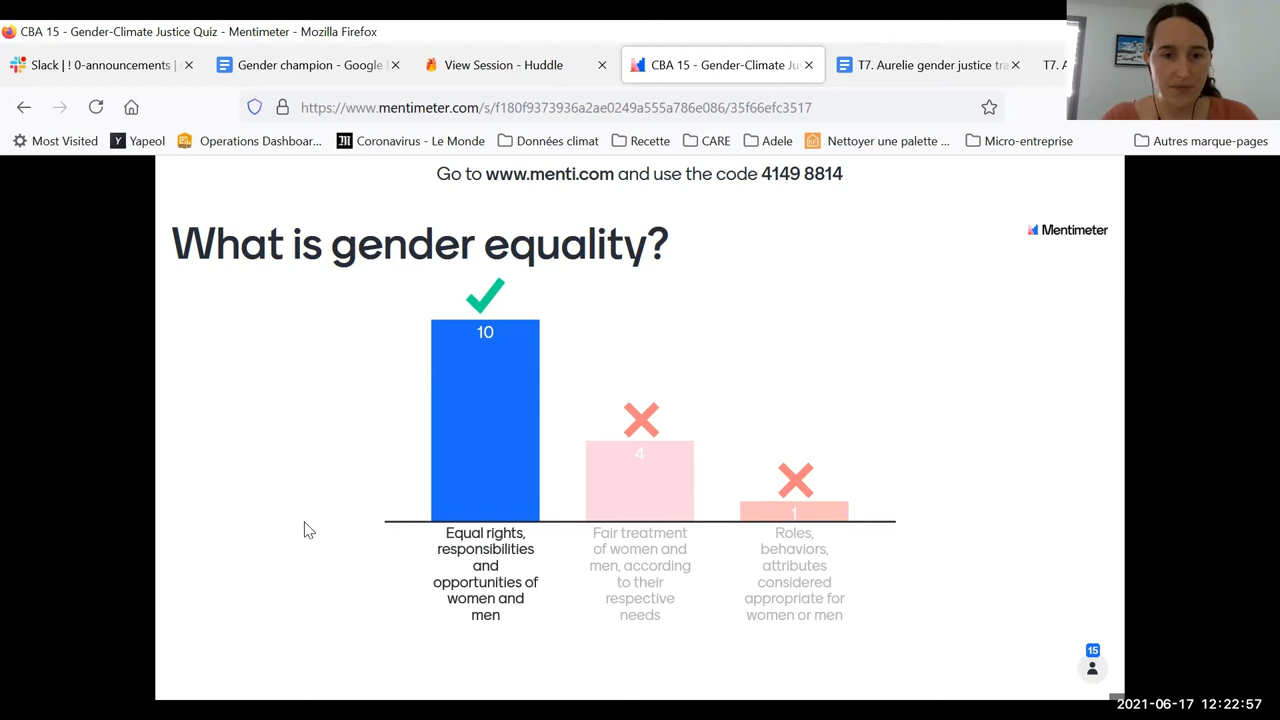 CBA 15 - Gender-Climate Justice Quiz - Mentimeter - Mozilla Firefox
Slack | ! 0-announcements |
Gender champion - Google
View Session - Huddle
CBA 15 - Gender-Climate Ju
T7. Aurelie gender justice tra
T7. A
https://www.mentimeter.com/s/f180f9373936a2ae0249a555a786e086/35f66efc3517
Most Visited
Yapeol
Operations Dashboar...
Coronavirus - Le Monde
Données climat
Recette
CARE
Adele
Nettoyer une palette ...
Micro-entreprise
Autres marque-pages
Go to www.menti.com and use the code 4149 8814
What is gender equality?
Mentimeter
10
4
1
Equal rights,
responsibilities
and
opportunities of
women and
men
Fair treatment
of women and
men, according
to their
respective
needs
Roles,
behaviors,
attributes
considered
appropriate for
women or men
15
2021-06-17 12:22:57